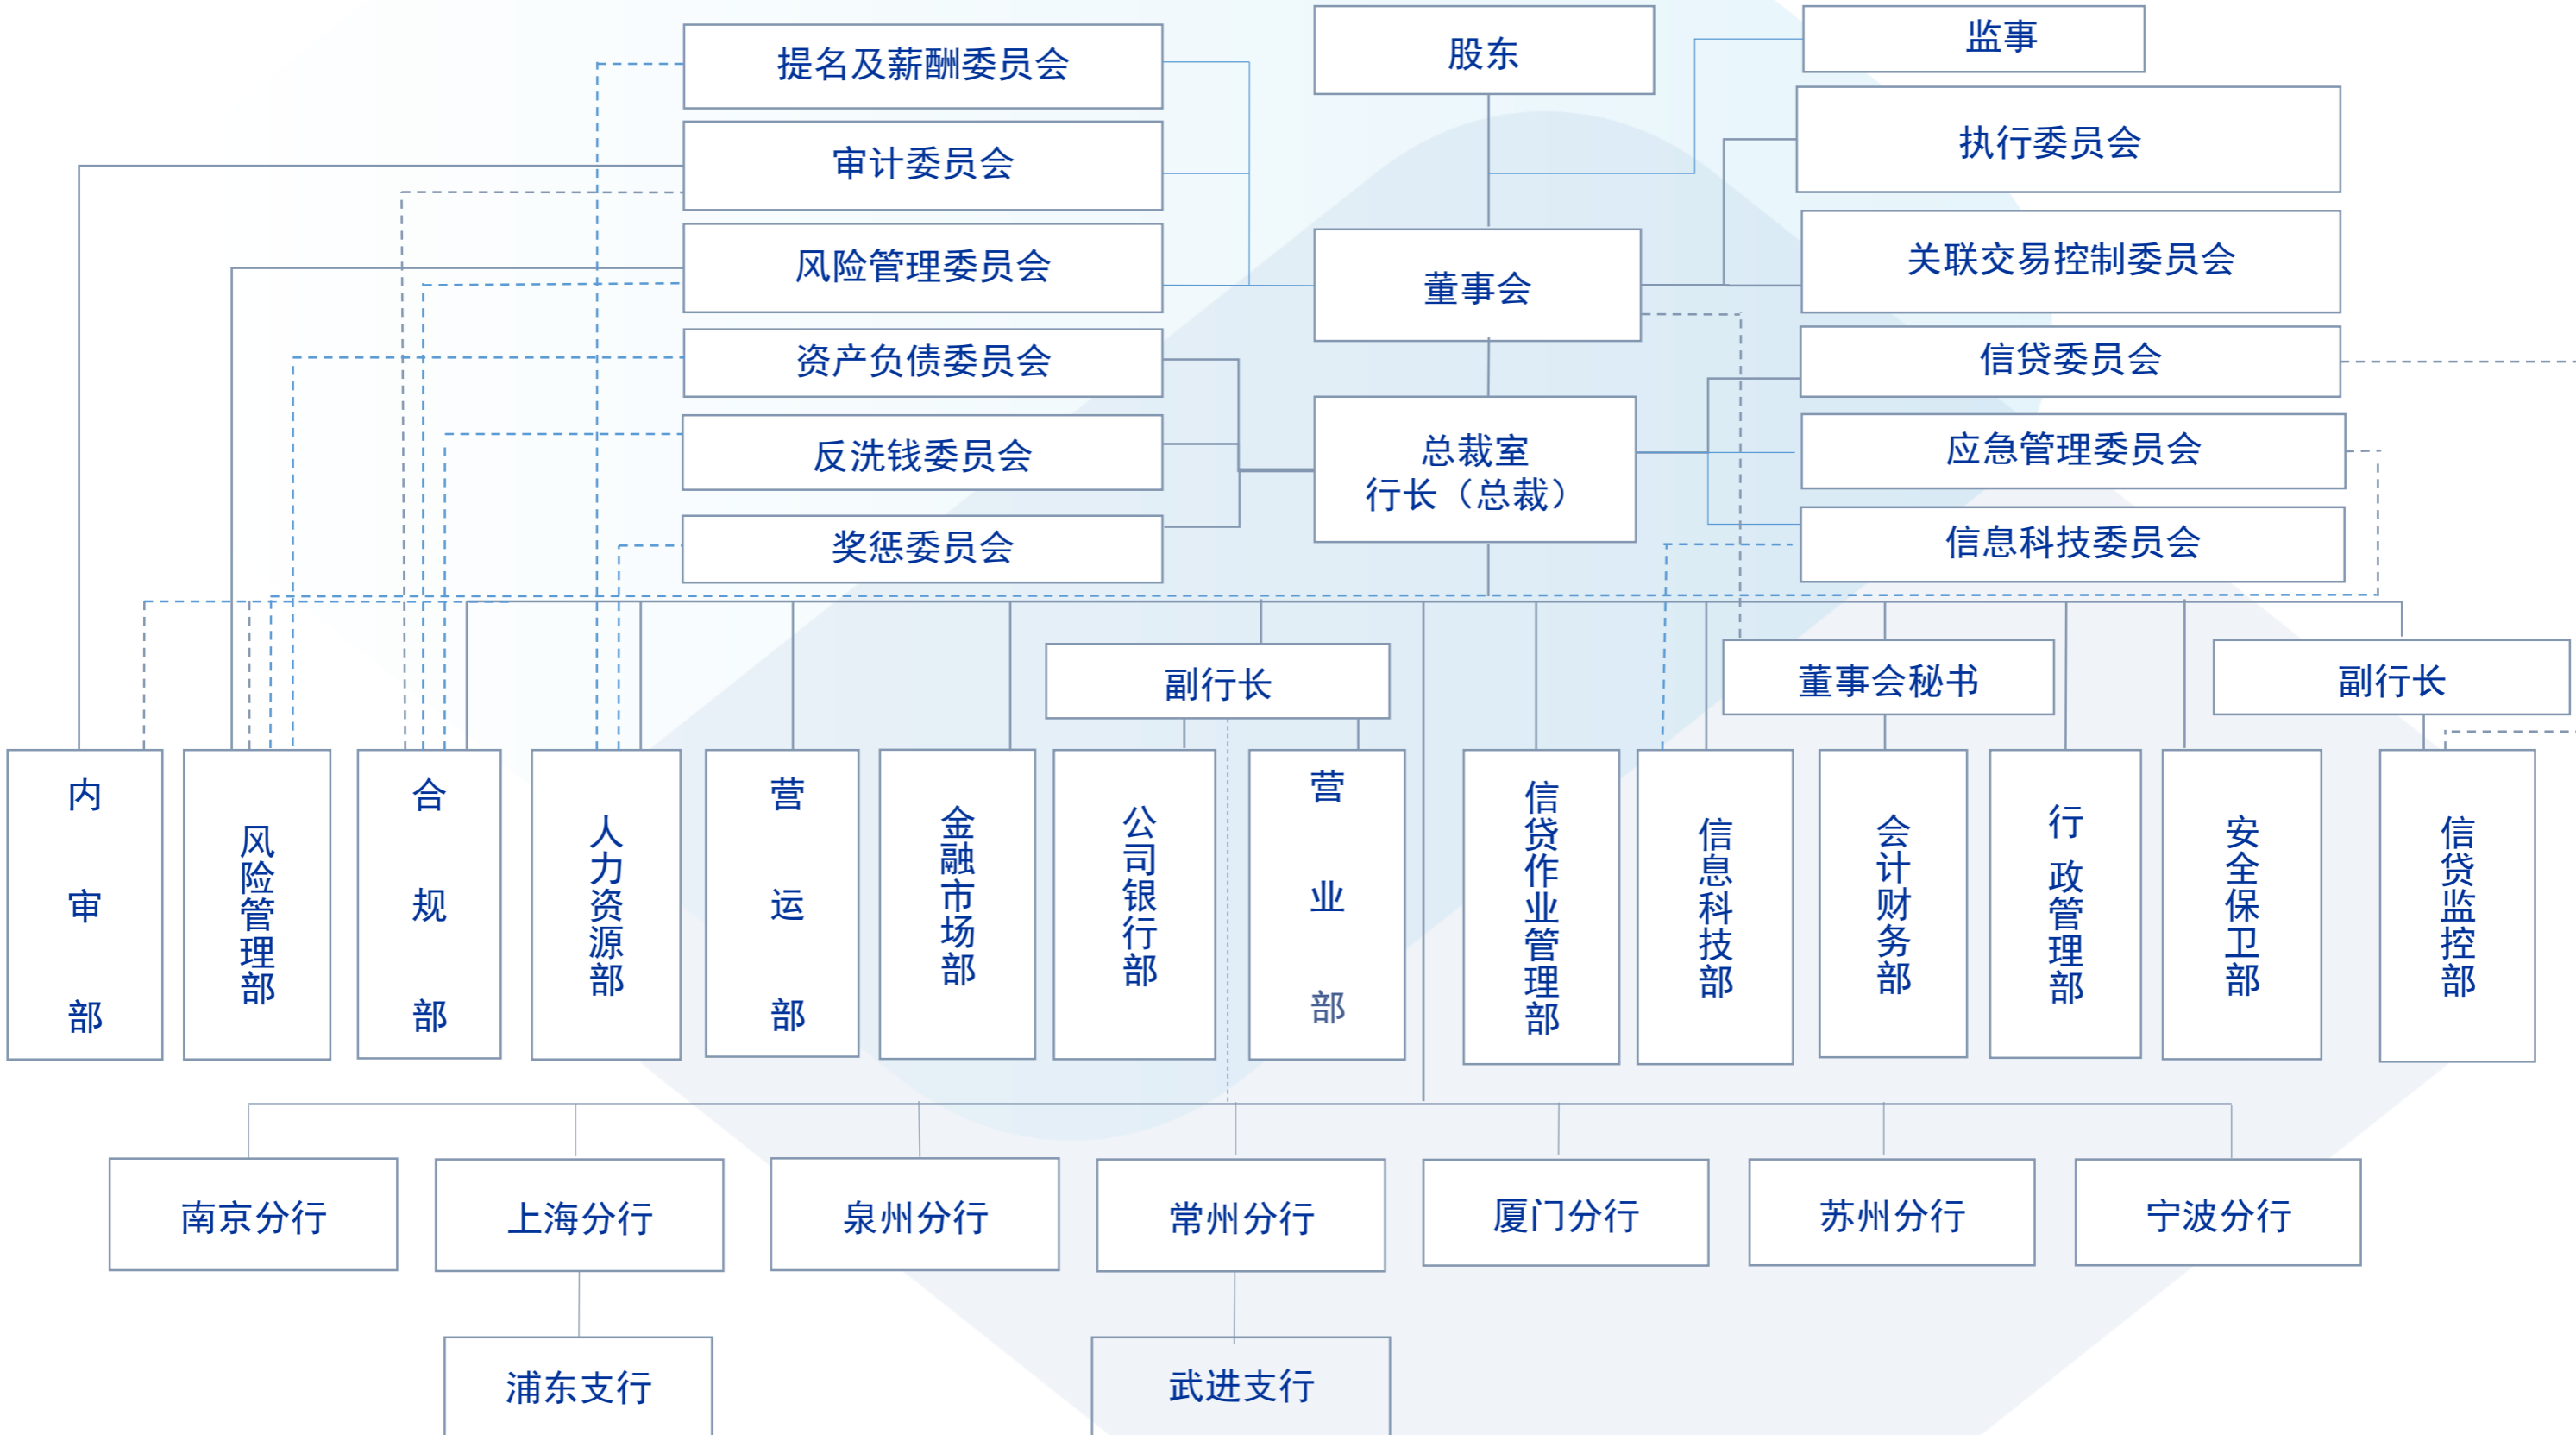 提名及薪酬委员会
股东
监事
审计委员会
执行委员会
风险管理委员会
董事会
关联交易控制委员会
资产负债委员会
信贷委员会
反洗钱委员会
总裁室
行长（总裁）
应急管理委员会
奖惩委员会
信息科技委员会
副行长
董事会秘书
副行长
内审部
风险管理部
合规部
人力资源部
营运部
金融市场部
公司银行部
营业部
信贷作业管理部
信息科技部
会计财务部
行政管理部
安全保卫部
信贷监控部
南京分行
上海分行
泉州分行
常州分行
厦门分行
苏州分行
宁波分行
浦东支行
武进支行